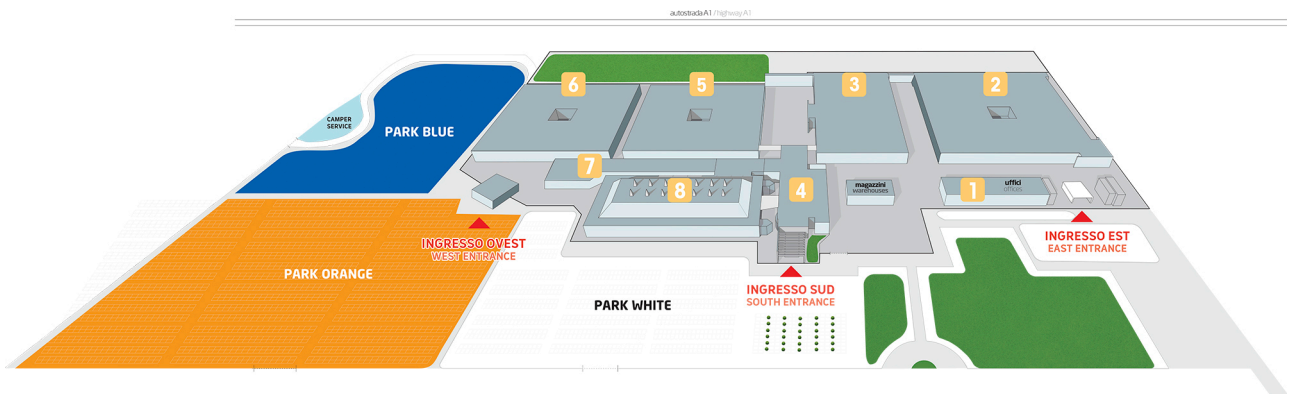 autostrada A1 / highway A1
6
5
3
2
CAMPER
SERVICE
PARK BLUE
7
8
4
magazzini
warehouses
1
uffici
offices
INGRESSO OVEST
WEST ENTRANCE
INGRESSO EST
EAST ENTRANCE
PARK ORANGE
INGRESSO SUD
SOUTH ENTRANCE
PARK WHITE